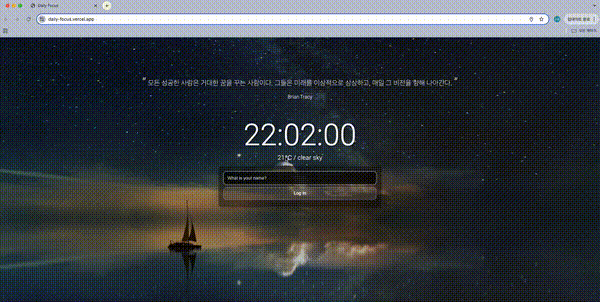 Daily Focus
daily-focus.vercel.app
“ 모든 성공한 사람은 거대한 꿈을 꾸는 사람이다. 그들은 미래를 이상적으로 상상하고, 매일 그 비전을 향해 나아간다. ”
Brian Tracy
22:02:00
21°C / clear sky
What is your name?
Log in